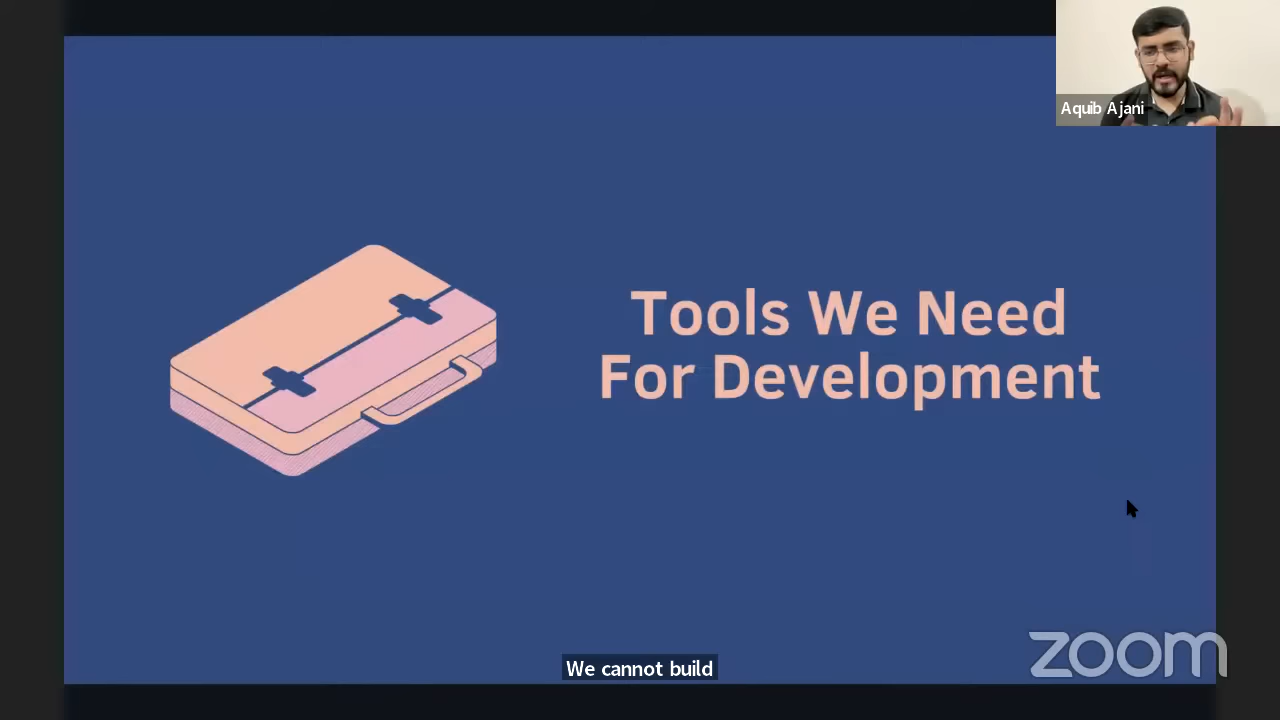 Aquib Ajani
Tools We Need
For Development
We cannot build
zoom